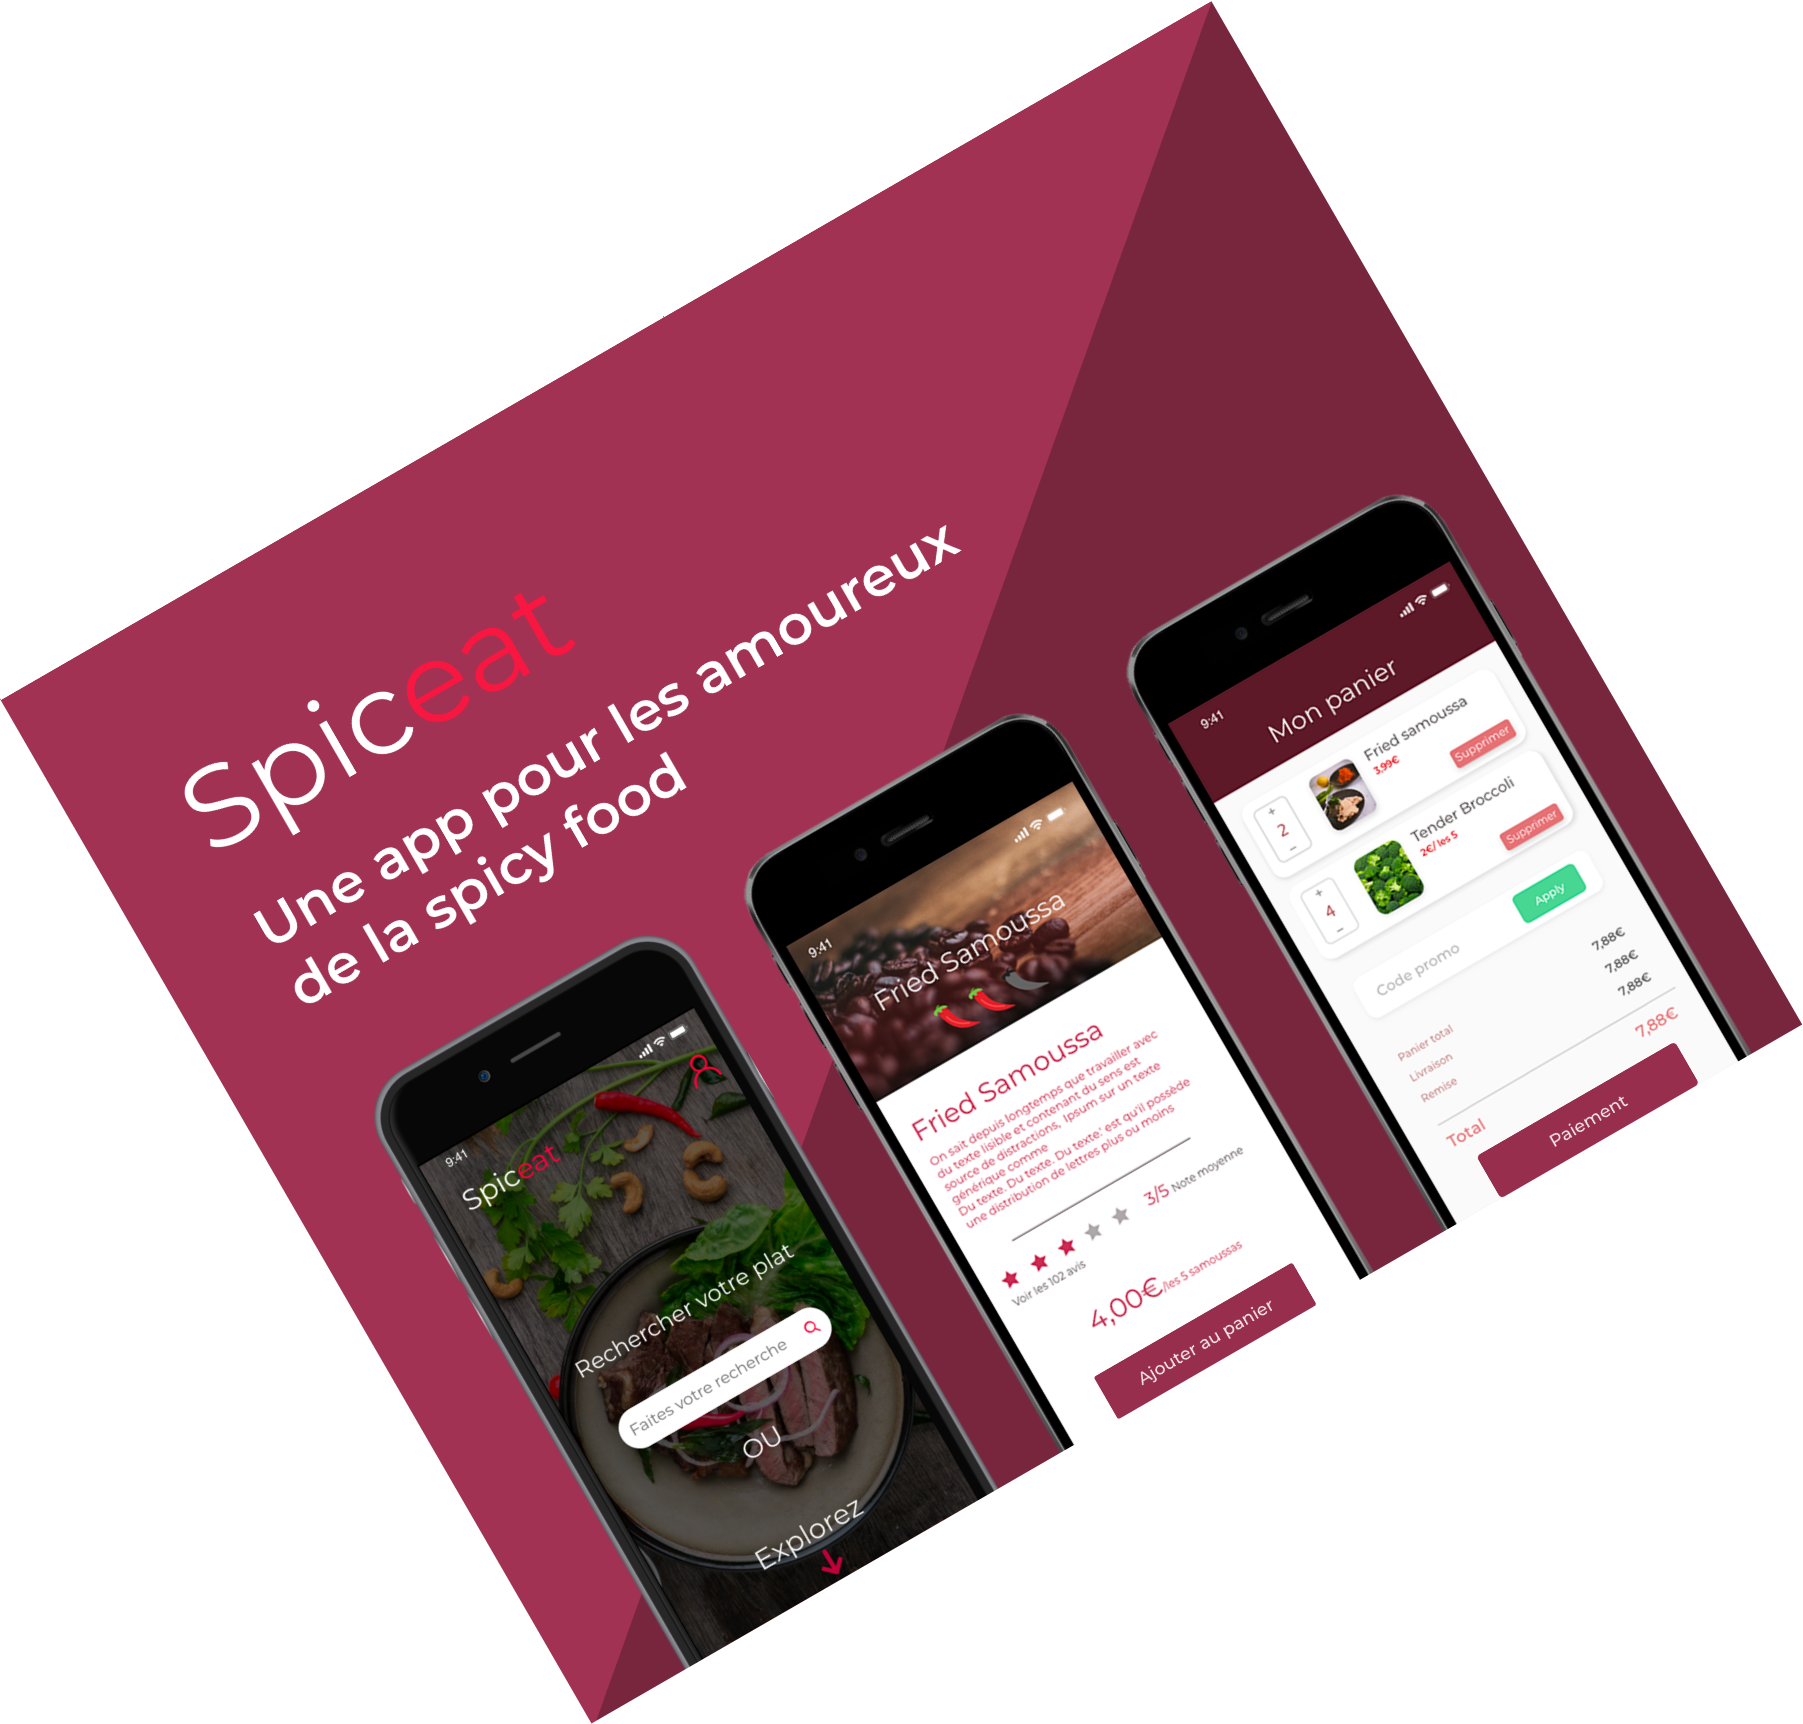 Spiceat
Une app pour les amoureux
de la spicy food
9:41
Spiceat
Rechercher votre plat
Faites votre recherche
OU
Explorez
9:41
Fried Samoussa
Fried Samoussa
On sait depuis longtemps que travailler avec
du texte lisible et contenant du sens est
source de distractions, Ipsum sur un texte
générique comme
Du texte. Du texte. Du texte.' est qu'il possède
une distribution de lettres plus ou moins
3/5 Note moyenne
Voir les 102 avis
4,00€/les 5 samoussas
Ajouter au panier
9:41
Mon panier
+
2
–
Fried samoussa
3,99€
Supprimer
+
4
–
Tender Broccoli
2€/ les 5
Supprimer
Code promo
Apply
Panier total 7,88€
Livraison 7,88€
Remise 7,88€
Total 7,88€
Paiement